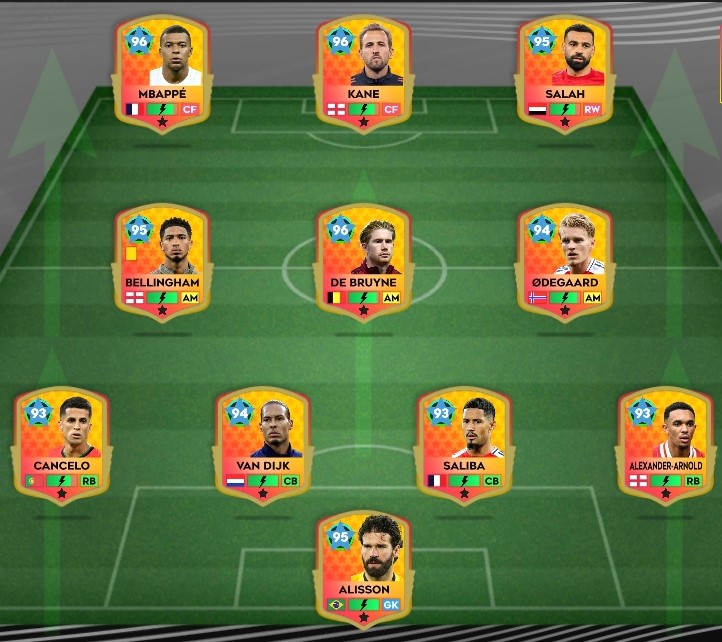 96 96 95
MBAPPÉ KANE SALAH
CF CF RW
95 96 94
BELLINGHAM DE BRUYNE ØDEGAARD
AM AM AM
93 94 93 93
CANCELO VAN DIJK SALIBA ALEXANDER-ARNOLD
RB CB CB RB
95
ALISSON
GK